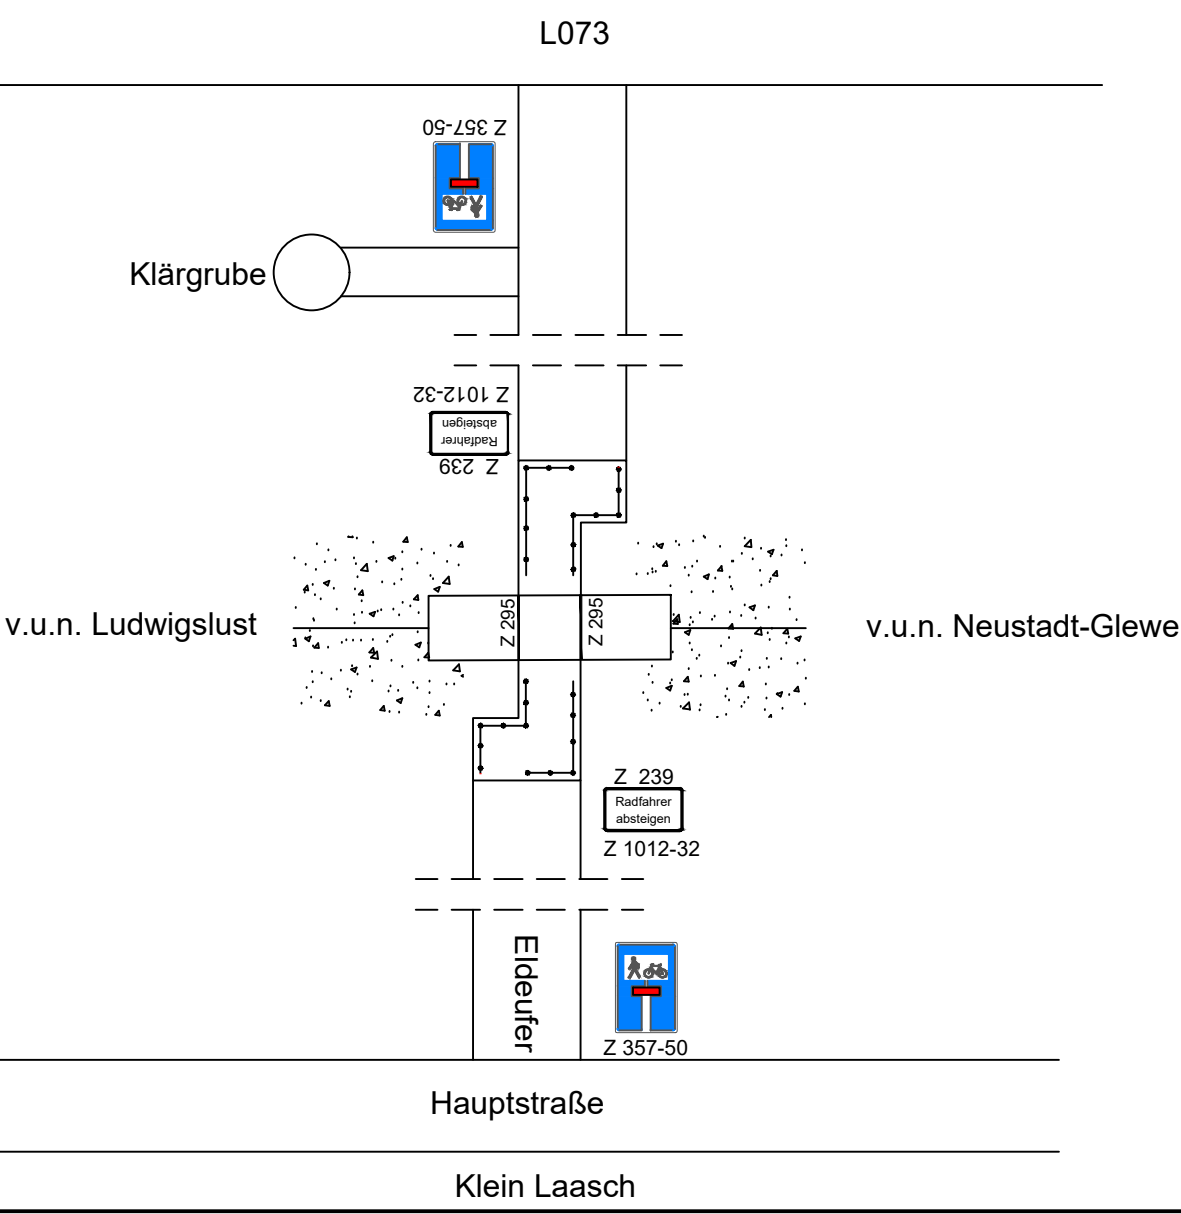 L073
Z 357-50
Klärgrube
Z 1012-32
Radfahrer
absteigen
Z 239
v.u.n. Ludwigslust
Z 295
Z 295
v.u.n. Neustadt-Glewe
Z 239
Radfahrer
absteigen
Z 1012-32
Eldeufer
Z 357-50
Hauptstraße
Klein Laasch